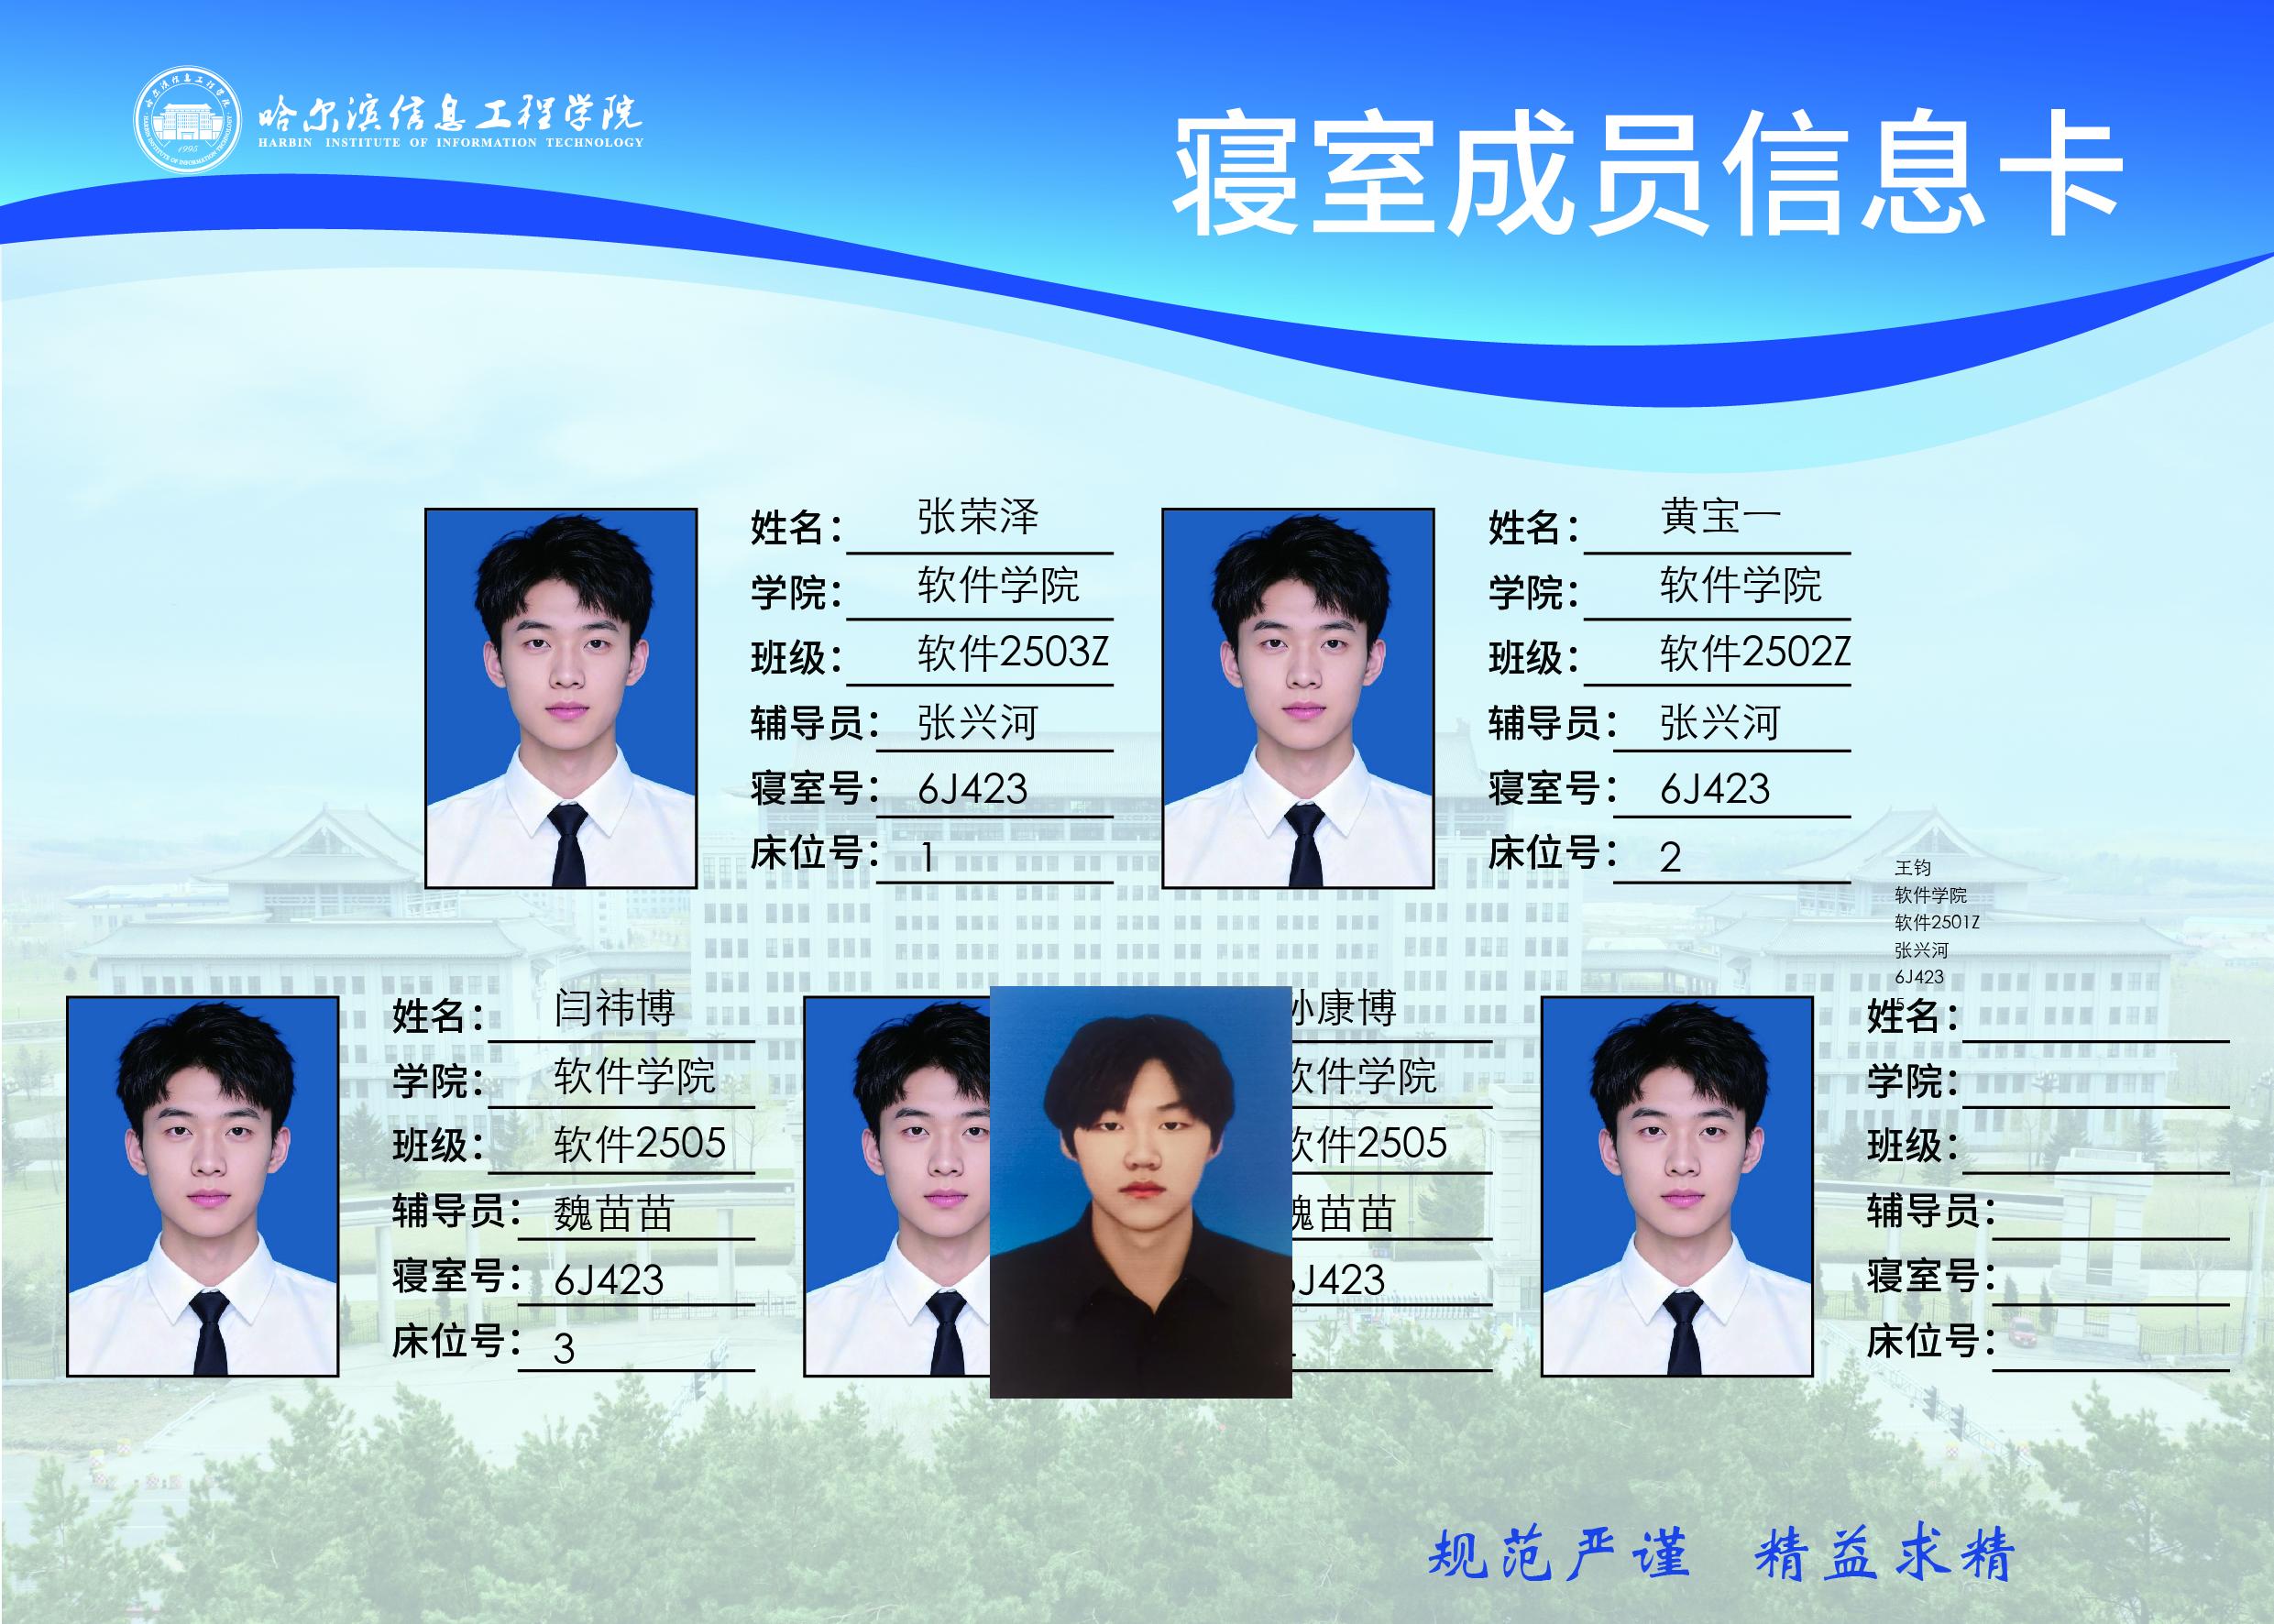 哈尔滨信息工程学院
HARBIN INSTITUTE OF INFORMATION TECHNOLOGY
1995
寝室成员信息卡
姓名：张荣泽
学院：软件学院
班级：软件2503Z
辅导员：张兴河
寝室号：6J423
床位号：1
姓名：黄宝一
学院：软件学院
班级：软件2502Z
辅导员：张兴河
寝室号：6J423
床位号：2
王钧
软件学院
软件2501Z
张兴河
6J423
5
姓名：闫祎博
学院：软件学院
班级：软件2505
辅导员：魏苗苗
寝室号：6J423
床位号：3
孙康博
软件学院
软件2505
魏苗苗
6J423
姓名：
学院：
班级：
辅导员：
寝室号：
床位号：
规范严谨 精益求精